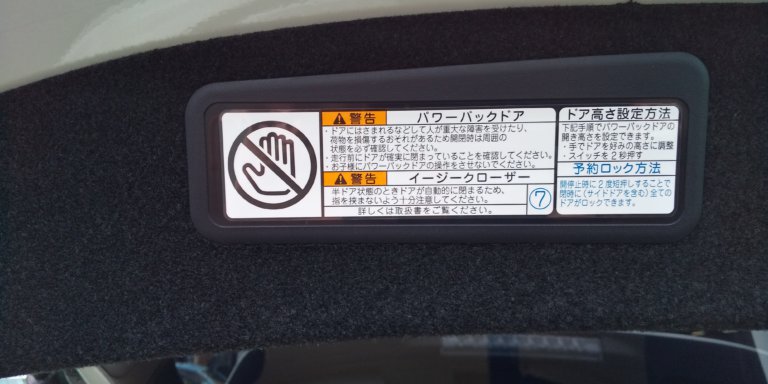 警告 パワーバックドア
・ドアにはさまれるなどして人が重大な障害を受けたり、
荷物を損傷するおそれがあるため開閉時は周囲の
状態を必ず確認してください。
・走行前にドアが確実に閉まっていることを確認してください。
・お子様にパワーバックドアの操作をさせないでください。
警告 イージークローザー
半ドア状態のときドアが自動的に閉まるため、
指を挟まないよう十分注意してください。
詳しくは取扱書をご覧ください。
⑦
ドア高さ設定方法
下記手順でパワーバックドアの
開き高さを設定できます。
・手でドアを好みの高さに調整
・スイッチを2秒押す
予約ロック方法
開停止時に2度短押しすることで
閉時に(サイドドアを含む)全ての
ドアがロックできます。